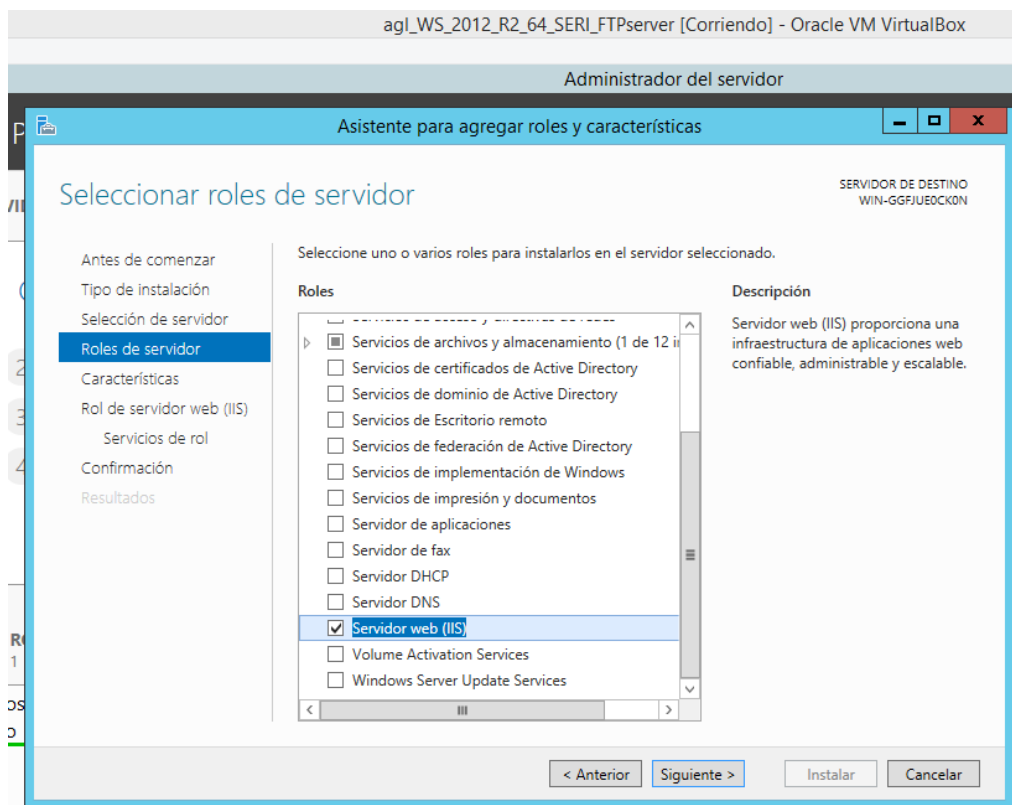 agl_WS_2012_R2_64_SERI_FTPserver [Corriendo] - Oracle VM VirtualBox
Administrador del servidor
Asistente para agregar roles y características
Seleccionar roles de servidor
SERVIDOR DE DESTINO
WIN-GGFJUE0CK0N
Antes de comenzar
Tipo de instalación
Selección de servidor
Roles de servidor
Características
Rol de servidor web (IIS)
Servicios de rol
Confirmación
Resultados
Seleccione uno o varios roles para instalarlos en el servidor seleccionado.
Roles
Servicios de archivos y almacenamiento (1 de 12
Servicios de certificados de Active Directory
Servicios de dominio de Active Directory
Servicios de Escritorio remoto
Servicios de federación de Active Directory
Servicios de implementación de Windows
Servicios de impresión y documentos
Servidor de aplicaciones
Servidor de fax
Servidor DHCP
Servidor DNS
Servidor web (IIS)
Volume Activation Services
Windows Server Update Services
Descripción
Servidor web (IIS) proporciona una
infraestructura de aplicaciones web
confiable, administrable y escalable.
< Anterior
Siguiente >
Instalar
Cancelar